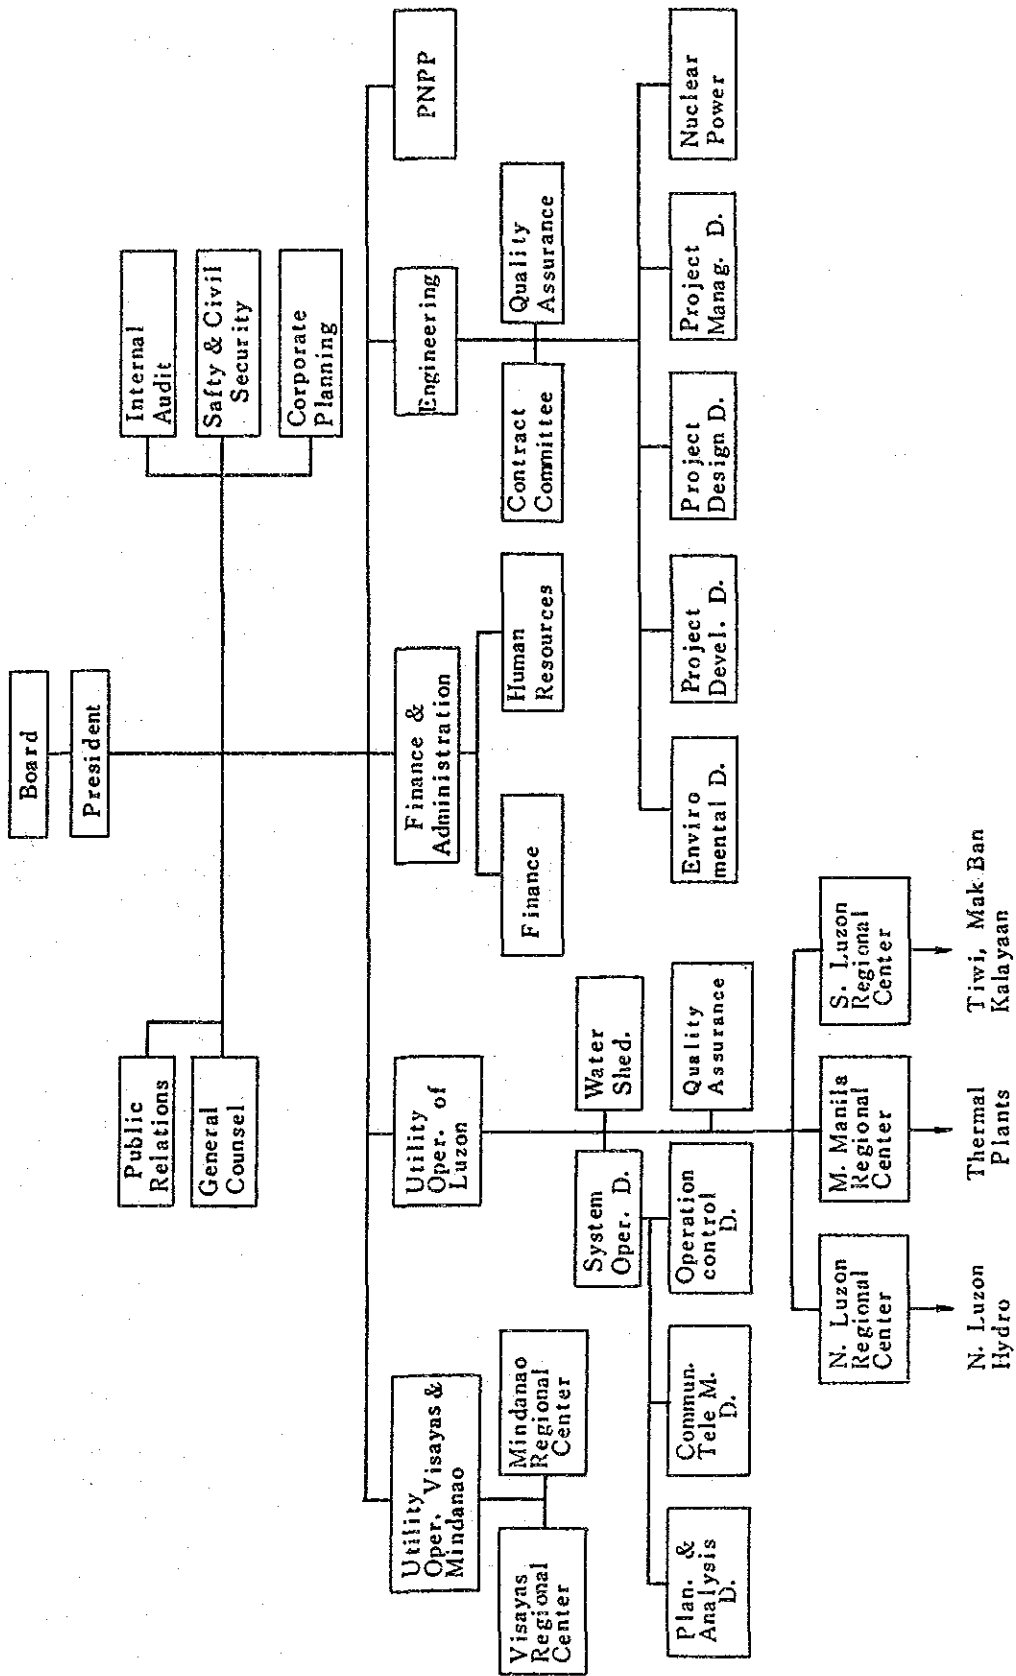 Board
President
Public
Relations
General
Counsel
Internal
Audit
Safty & Civil
Security
Corporate
Planning
Utility
Oper. Visayas &
Mindanao
Utility
Oper. of
Luzon
Finance &
Administration
Engineering
PNPP
Visayas
Regional
Center
Mindanao
Regional
Center
Finance
Human
Resources
Contract
Committee
Quality
Assurance
System
Oper. D.
Water
Shed.
Plan. &
Analysis
D.
Commun.
Tele M.
D.
Operation
control
D.
Quality
Assurance
Enviro
mental D.
Project
Devel. D.
Project
Design D.
Project
Manag. D.
Nuclear
Power
N. Luzon
Regional
Center
M. Manila
Regional
Center
S. Luzon
Regional
Center
N. Luzon
Hydro
Thermal
Plants
Tiwi, Mak Ban
Kalayaan